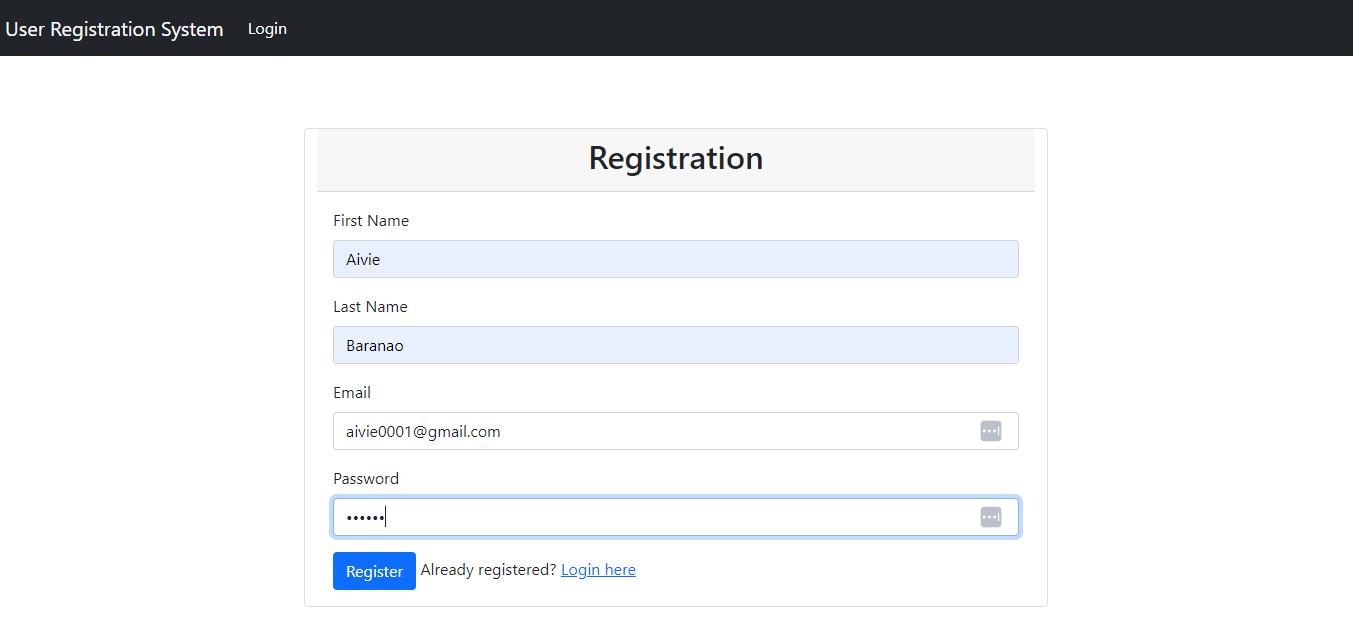 User Registration System Login
Registration
First Name
Aivie
Last Name
Baranao
Email
aivie0001@gmail.com
Password
••••••
Register Already registered? Login here